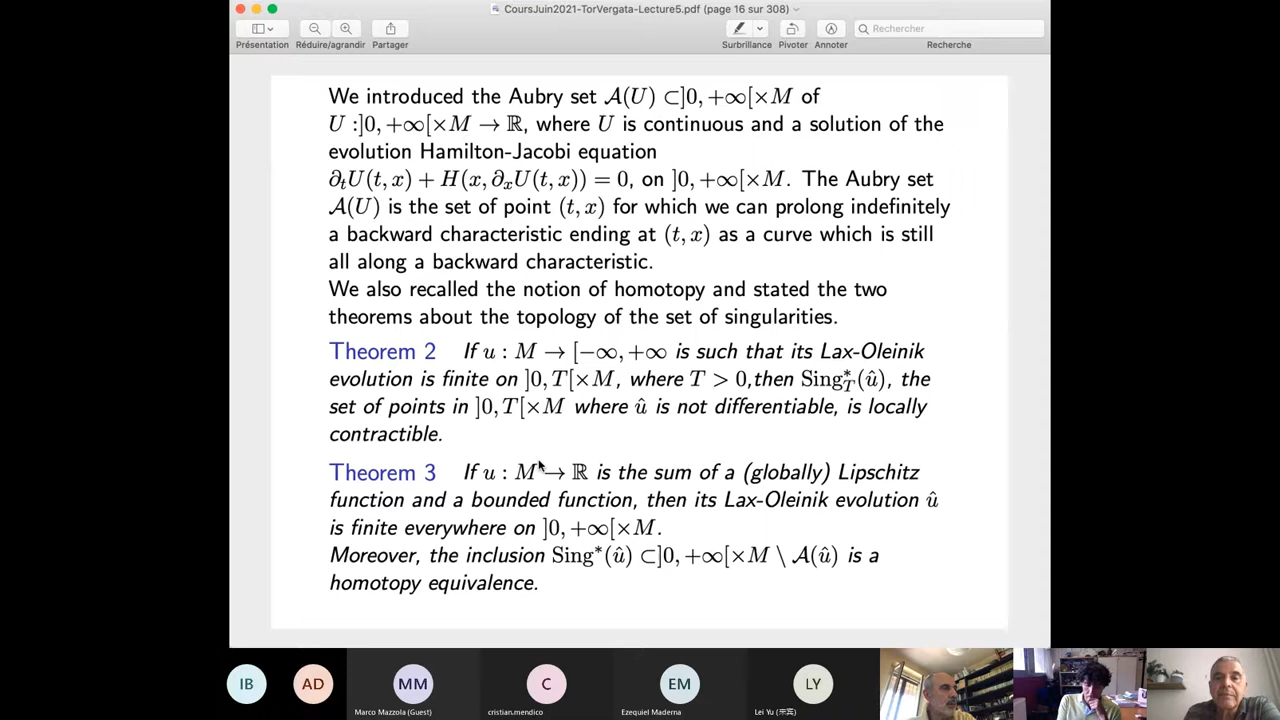 CoursJuin2021-TorVergata-Lecture5.pdf (page 16 sur 308)
Présentation Réduire/agrandir Partager Surbrillance Pivoter Annoter Rechercher
Recherche
We introduced the Aubry set 𝒜(U) ⊂]0, +∞[×M of
U :]0, +∞[×M → ℝ, where U is continuous and a solution of the
evolution Hamilton-Jacobi equation
∂ₜU(t, x) + H(x, ∂ₓU(t, x)) = 0, on ]0, +∞[×M. The Aubry set
𝒜(U) is the set of point (t, x) for which we can prolong indefinitely
a backward characteristic ending at (t, x) as a curve which is still
all along a backward characteristic.
We also recalled the notion of homotopy and stated the two
theorems about the topology of the set of singularities.
Theorem 2 If u : M → [−∞, +∞ is such that its Lax-Oleinik
evolution is finite on ]0, T[×M, where T > 0,then Sing*_T(û), the
set of points in ]0, T[×M where û is not differentiable, is locally
contractible.
Theorem 3 If u : M → ℝ is the sum of a (globally) Lipschitz
function and a bounded function, then its Lax-Oleinik evolution û
is finite everywhere on ]0, +∞[×M.
Moreover, the inclusion Sing*(û) ⊂]0, +∞[×M \ 𝒜(û) is a
homotopy equivalence.
IB AD MM C EM LY
Marco Mazzola (Guest) cristian.mendico Ezequiel Maderna Lei Yu (宋宾)